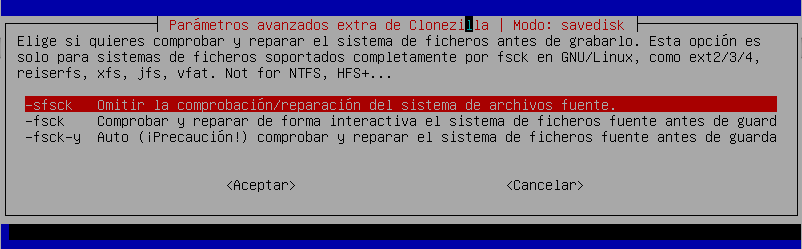 Parámetros avanzados extra de Clonezilla | Modo: savedisk
Elige si quieres comprobar y reparar el sistema de ficheros antes de grabarlo. Esta opción es
solo para sistemas de ficheros soportados completamente por fsck en GNU/Linux, como ext2/3/4,
reiserfs, xfs, jfs, vfat. Not for NTFS, HFS+...
-sfsck Omitir la comprobación/reparación del sistema de archivos fuente.
-fsck Comprobar y reparar de forma interactiva el sistema de ficheros fuente antes de guard
-fsck-y Auto (¡Precaución!) comprobar y reparar el sistema de ficheros fuente antes de guarda
<Aceptar> <Cancelar>